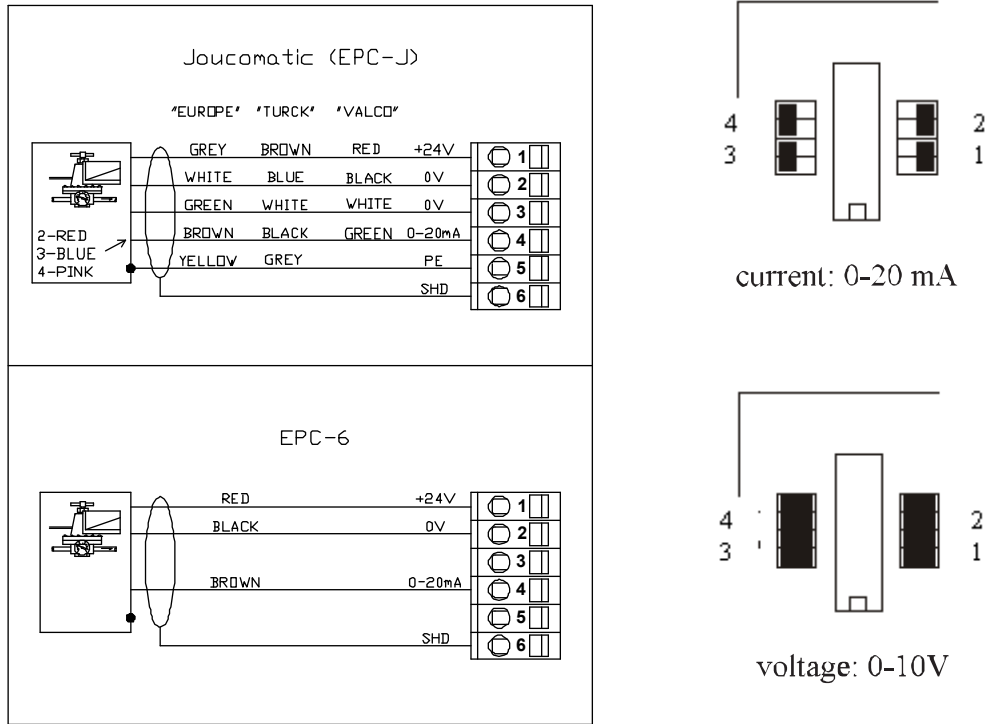 Joucomatic (EPC-J)
"EUROPE" "TURCK" "VALCO"
GREY BROWN RED +24V 1
WHITE BLUE BLACK 0V 2
GREEN WHITE WHITE 0V 3
BROWN BLACK GREEN 0-20mA 4
YELLOW GREY PE 5
SHD 6
2-RED
3-BLUE
4-PINK
EPC-6
RED +24V 1
BLACK 0V 2
3
BROWN 0-20mA 4
5
SHD 6
4 2
3 1
current: 0-20 mA
4 2
3 1
voltage: 0-10V